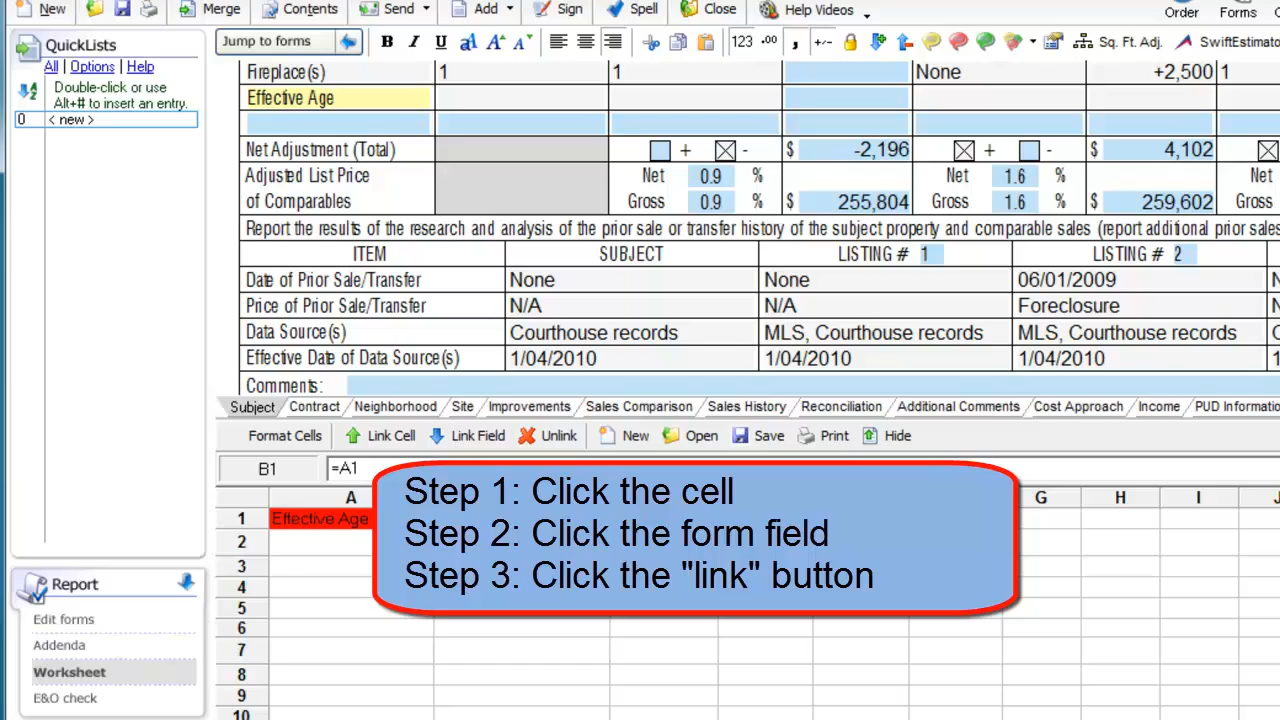 New Merge Contents Send Add Sign Spell Close Help Videos Order Forms
QuickLists
All | Options | Help
Double-click or use
Alt+# to insert an entry.
0 < new >
Jump to forms B I U 123 .00 , +/- Sq. Ft. Adj.
Fireplace(s) 1 1 None +2,500 1
Effective Age
Net Adjustment (Total) + - $ -2,196 + - $ 4,102
Adjusted List Price Net 0.9 % Net 1.6 % Net
of Comparables Gross 0.9 % $ 255,804 Gross 1.6 % $ 259,602 Gross
Report the results of the research and analysis of the prior sale or transfer history of the subject property and comparable sales (report additional prior sales
ITEM SUBJECT LISTING # 1 LISTING # 2
Date of Prior Sale/Transfer None None 06/01/2009
Price of Prior Sale/Transfer N/A N/A Foreclosure
Data Source(s) Courthouse records MLS, Courthouse records MLS, Courthouse records
Effective Date of Data Source(s) 1/04/2010 1/04/2010 1/04/2010
Comments:
Subject Contract Neighborhood Site Improvements Sales Comparison Sales History Reconciliation Additional Comments Cost Approach Income
Format Cells Link Cell Link Field Unlink New Open Save Print Hide
B1 =A1
A G H I
1 Effective Age
2
3
4
5
6
7
8
9
10
Step 1: Click the cell
Step 2: Click the form field
Step 3: Click the "link" button
Report
Edit forms
Addenda
Worksheet
E&O check